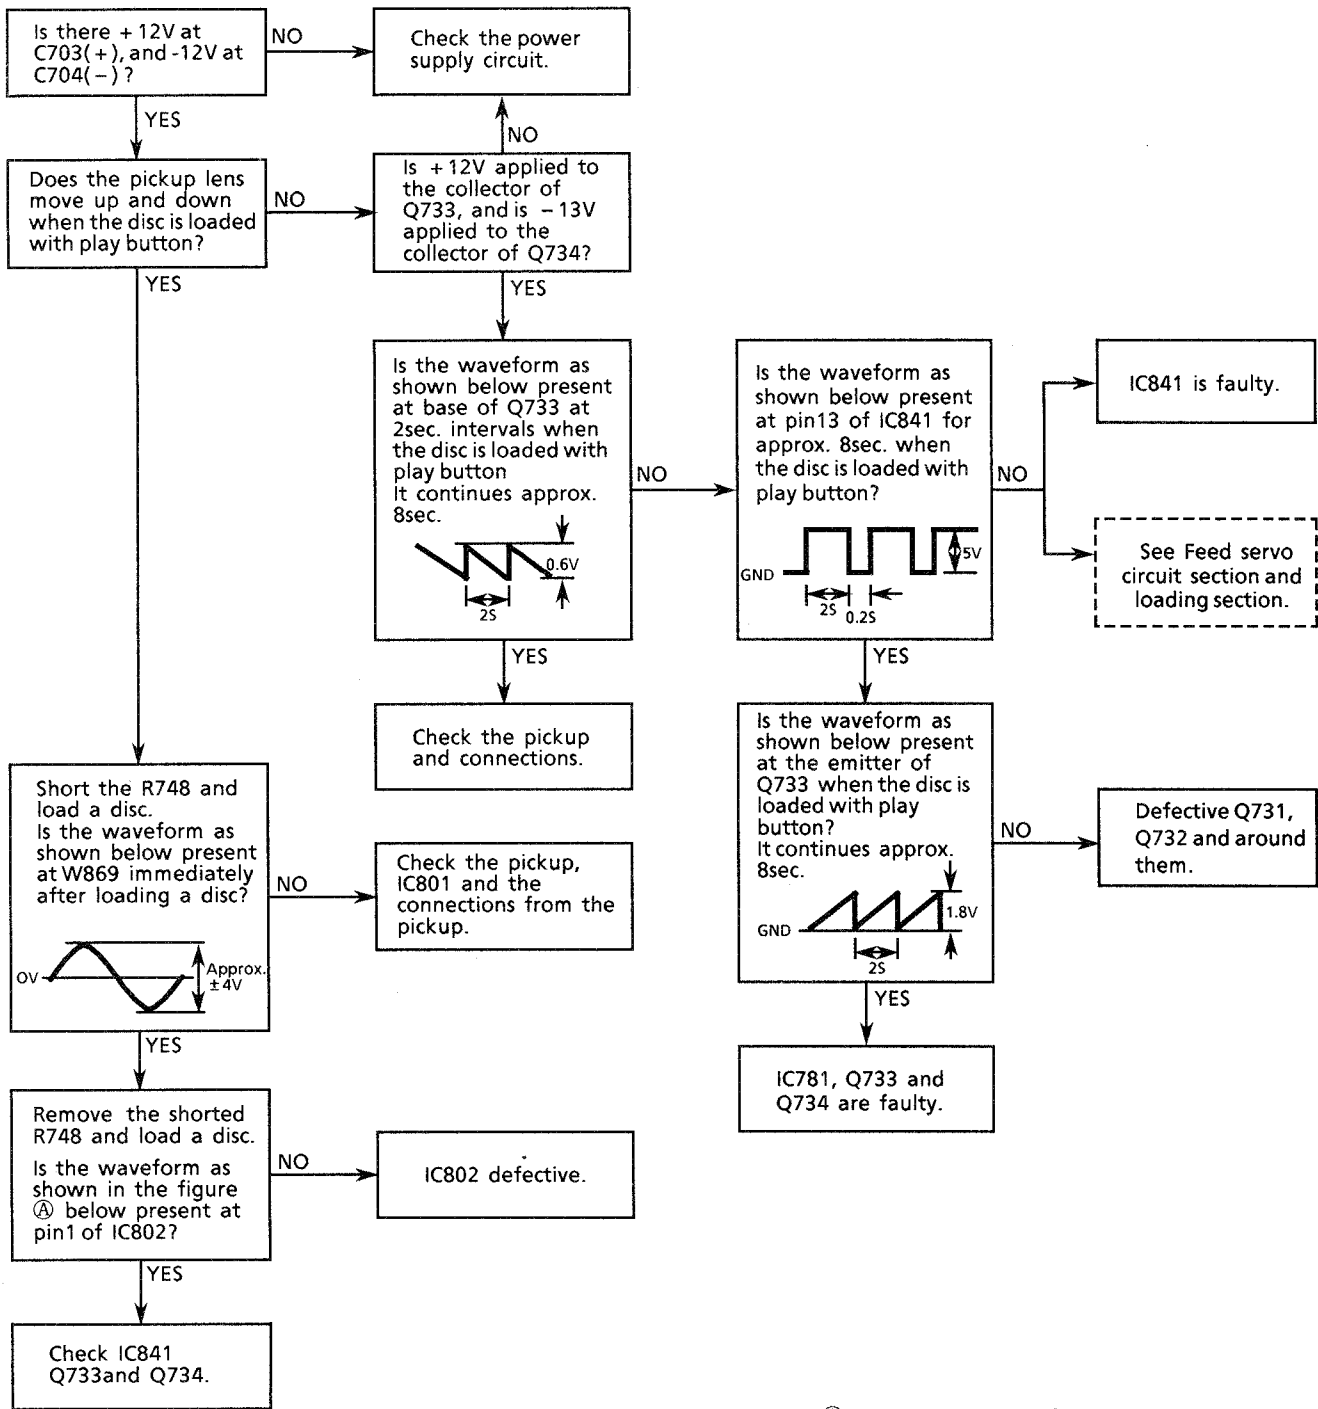 Is there +12V at
C703(+), and -12V at
C704(−) ?
NO
Check the power
supply circuit.
YES
NO
Does the pickup lens
move up and down
when the disc is loaded
with play button?
NO
Is +12V applied to
the collector of
Q733, and is −13V
applied to the
collector of Q734?
YES
YES
Is the waveform as
shown below present
at base of Q733 at
2sec. intervals when
the disc is loaded with
play button
It continues approx.
8sec.
0.6V
2S
NO
Is the waveform as
shown below present
at pin13 of IC841 for
approx. 8sec. when
the disc is loaded with
play button?
GND
5V
2S
0.2S
NO
IC841 is faulty.
See Feed servo
circuit section and
loading section.
YES
YES
Check the pickup
and connections.
Is the waveform as
shown below present
at the emitter of
Q733 when the disc is
loaded with play
button?
It continues approx.
8sec.
GND
1.8V
2S
NO
Defective Q731,
Q732 and around
them.
Short the R748 and
load a disc.
Is the waveform as
shown below present
at W869 immediately
after loading a disc?
0V
Approx.
±4V
NO
Check the pickup,
IC801 and the
connections from the
pickup.
YES
YES
IC781, Q733 and
Q734 are faulty.
Remove the shorted
R748 and load a disc.
Is the waveform as
shown in the figure
Ⓐ below present at
pin1 of IC802?
NO
IC802 defective.
YES
Check IC841
Q733and Q734.